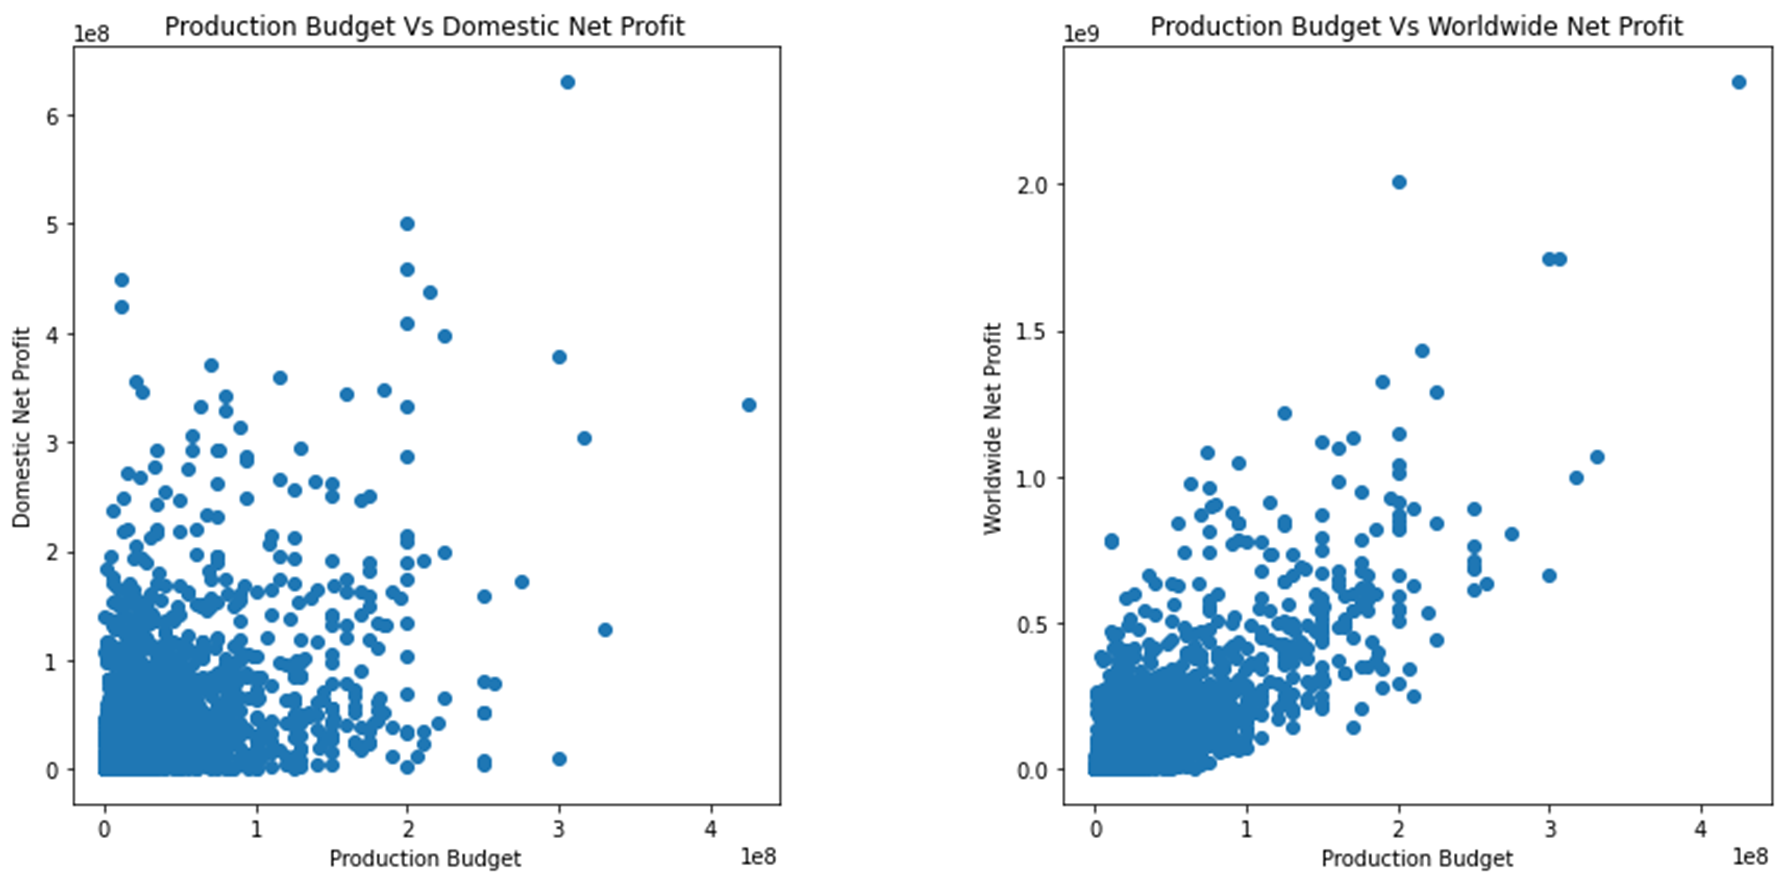 Production Budget Vs Domestic Net Profit
1e8
6
5
4
3
2
1
0
Domestic Net Profit
0 1 2 3 4
Production Budget
1e8
Production Budget Vs Worldwide Net Profit
1e9
2.0
1.5
1.0
0.5
0.0
Worldwide Net Profit
0 1 2 3 4
Production Budget
1e8